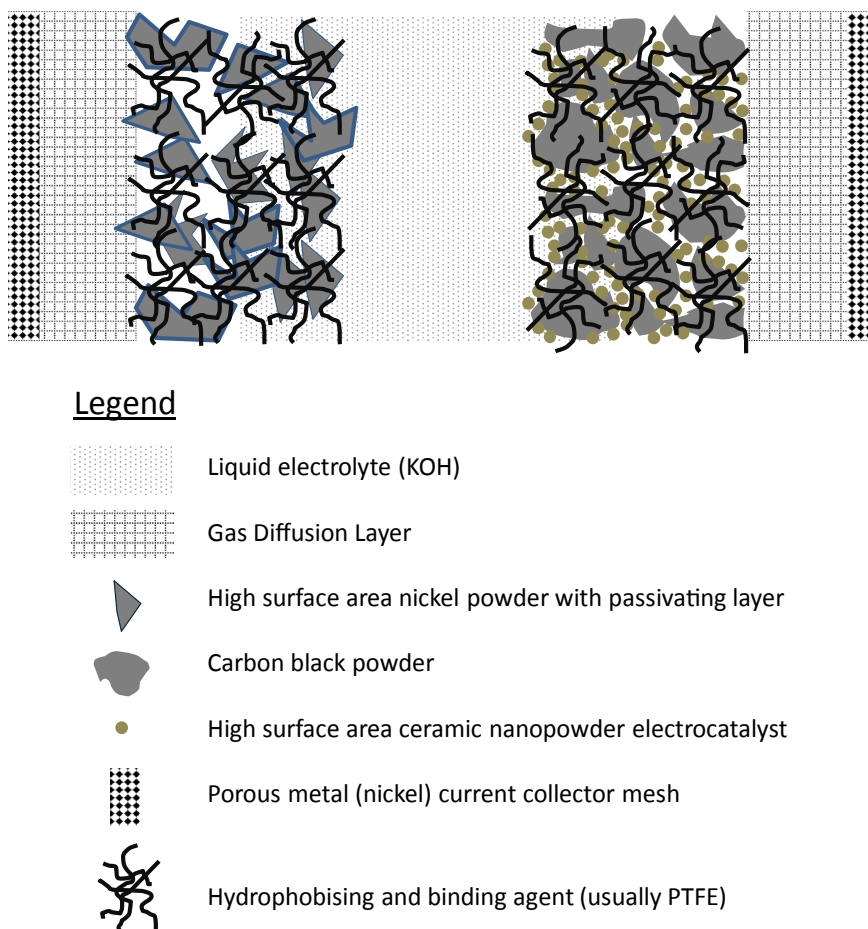 Legend
Liquid electrolyte (KOH)
Gas Diffusion Layer
High surface area nickel powder with passivating layer
Carbon black powder
High surface area ceramic nanopowder electrocatalyst
Porous metal (nickel) current collector mesh
Hydrophobising and binding agent (usually PTFE)